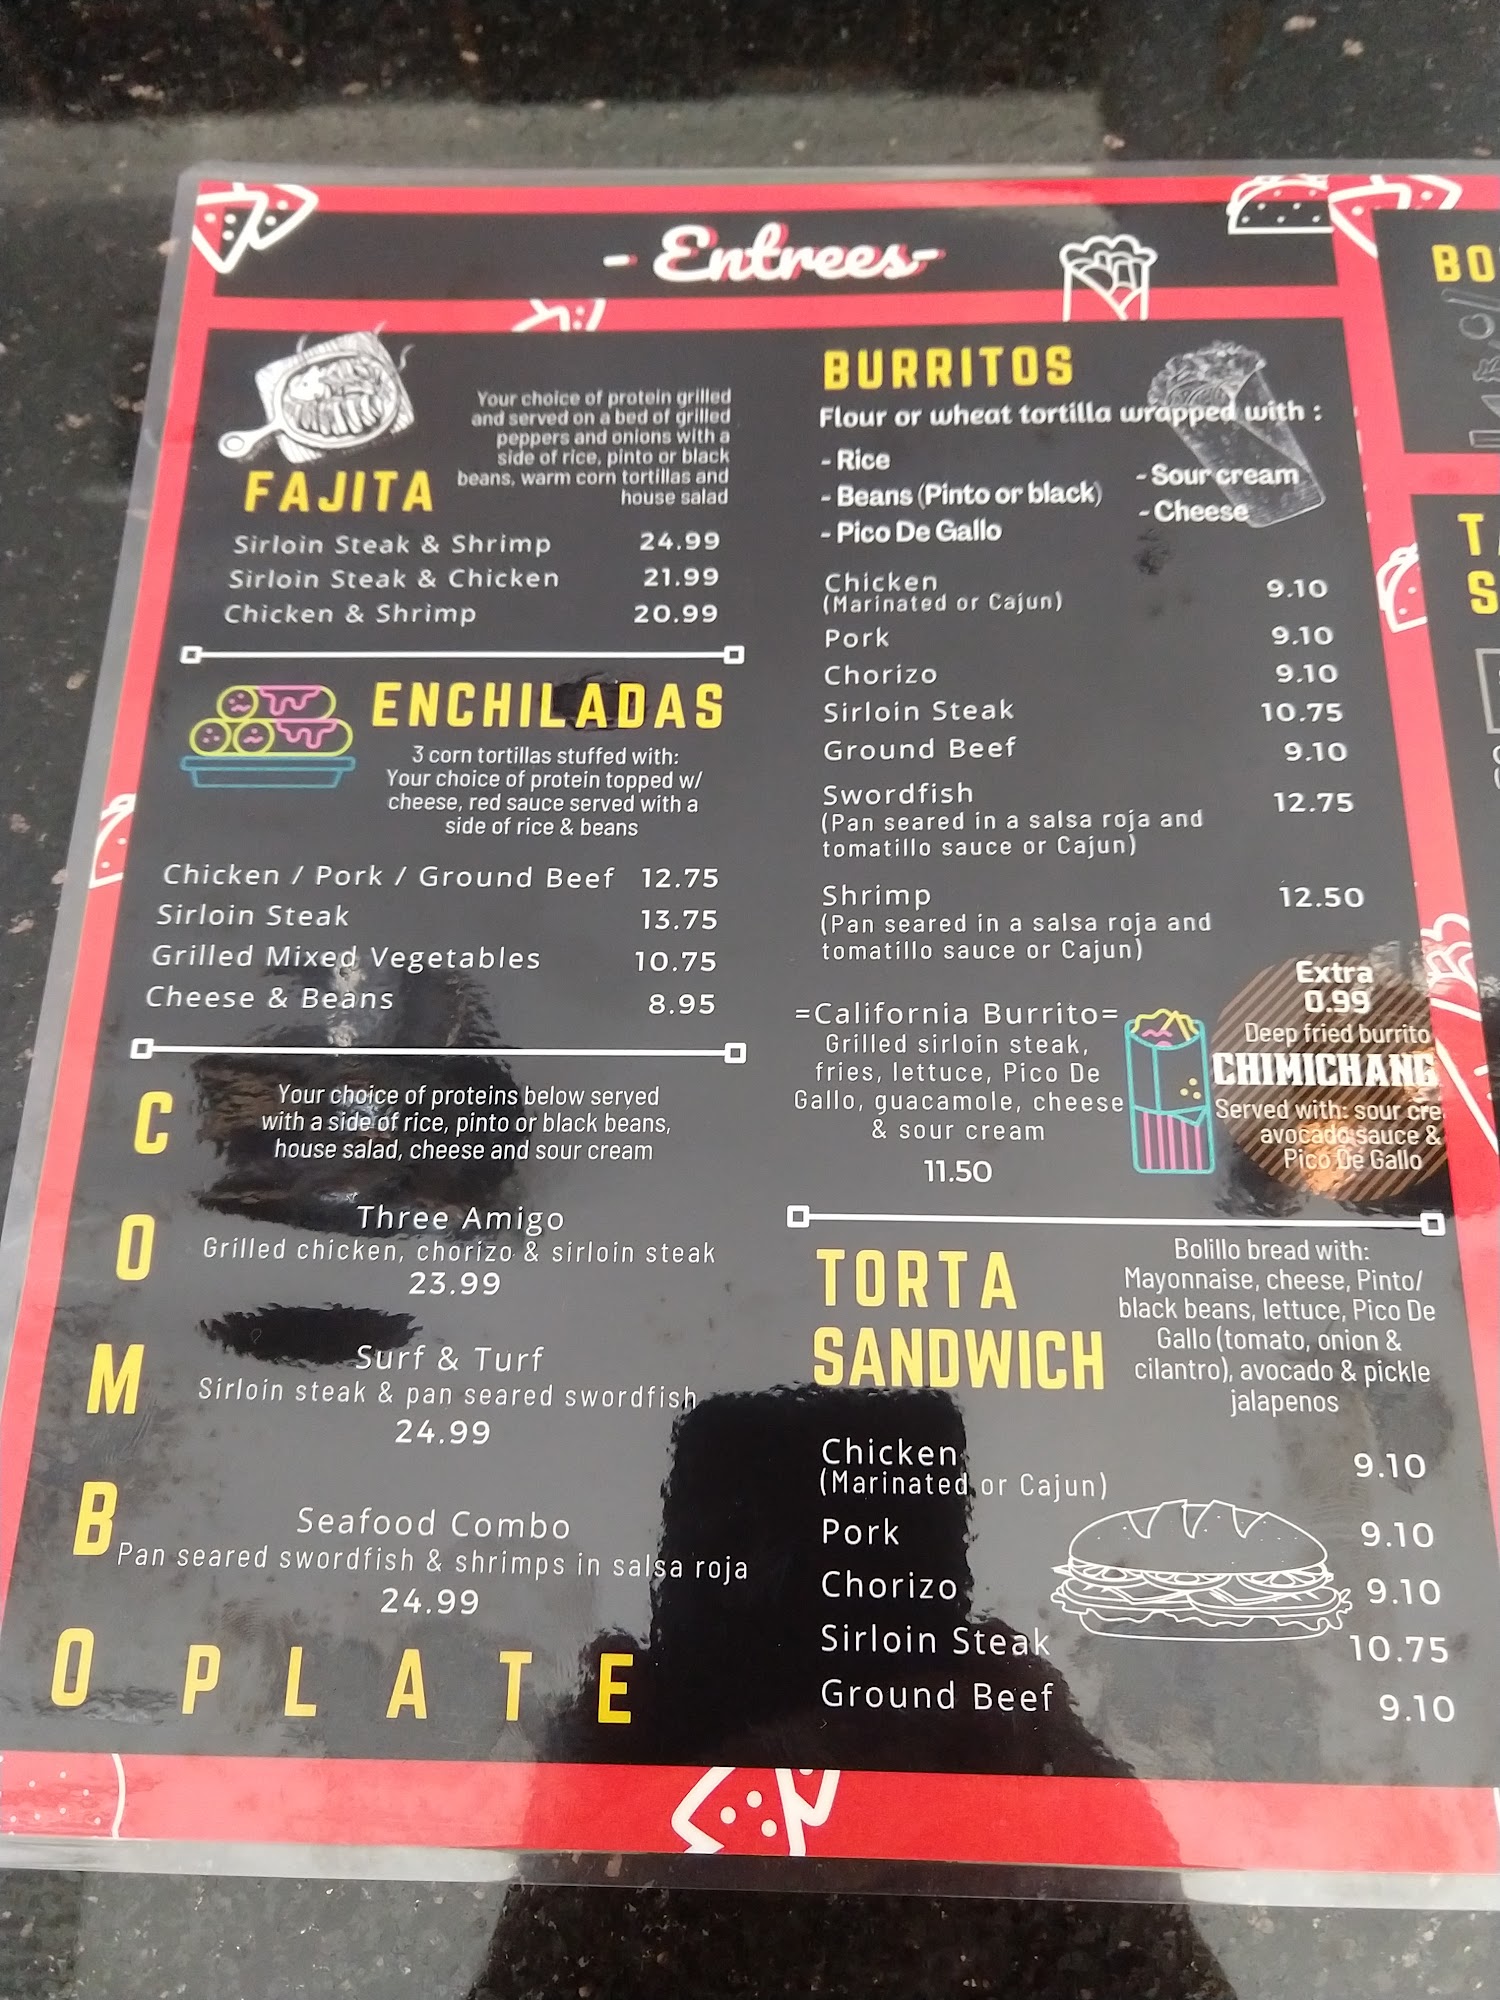 - Entrees-
FAJITA
Your choice of protein grilled
and served on a bed of grilled
peppers and onions with a
side of rice, pinto or black
beans, warm corn tortillas and
house salad
Sirloin Steak & Shrimp 24.99
Sirloin Steak & Chicken 21.99
Chicken & Shrimp 20.99
ENCHILADAS
3 corn tortillas stuffed with:
Your choice of protein topped w/
cheese, red sauce served with a
side of rice & beans
Chicken / Pork / Ground Beef 12.75
Sirloin Steak 13.75
Grilled Mixed Vegetables 10.75
Cheese & Beans 8.95
COMBO PLATE
Your choice of proteins below served
with a side of rice, pinto or black beans,
house salad, cheese and sour cream
Three Amigo
Grilled chicken, chorizo & sirloin steak
23.99
Surf & Turf
Sirloin steak & pan seared swordfish
24.99
Seafood Combo
Pan seared swordfish & shrimps in salsa roja
24.99
BURRITOS
Flour or wheat tortilla wrapped with :
- Rice
- Beans (Pinto or black)
- Pico De Gallo
- Sour cream
- Cheese
Chicken 9.10
(Marinated or Cajun)
Pork 9.10
Chorizo 9.10
Sirloin Steak 10.75
Ground Beef 9.10
Swordfish 12.75
(Pan seared in a salsa roja and
tomatillo sauce or Cajun)
Shrimp 12.50
(Pan seared in a salsa roja and
tomatillo sauce or Cajun)
=California Burrito=
Grilled sirloin steak,
fries, lettuce, Pico De
Gallo, guacamole, cheese
& sour cream
11.50
Extra
0.99
Deep fried burrito
CHIMICHANG
Served with: sour cre
avocado sauce &
Pico De Gallo
TORTA
SANDWICH
Bolillo bread with:
Mayonnaise, cheese, Pinto/
black beans, lettuce, Pico De
Gallo (tomato, onion &
cilantro), avocado & pickle
jalapenos
Chicken 9.10
(Marinated or Cajun)
Pork 9.10
Chorizo 9.10
Sirloin Steak 10.75
Ground Beef 9.10
BO